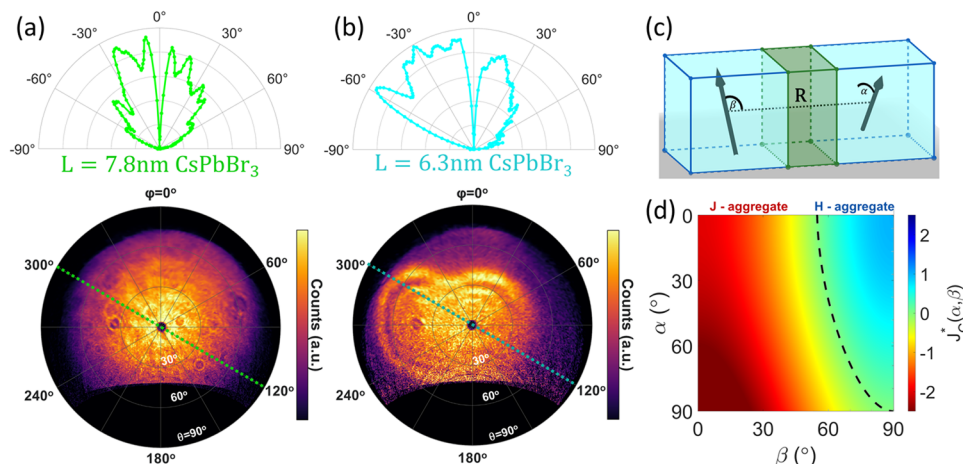 (a)
0°
-30°
30°
-60°
60°
-90°
90°
L = 7.8nm CsPbBr₃
φ=0°
300°
60°
240°
120°
30°
60°
θ=90°
180°
Counts (a.u.)
(b)
0°
-30°
30°
-60°
60°
-90°
90°
L = 6.3nm CsPbBr₃
φ=0°
300°
60°
240°
120°
30°
60°
θ=90°
180°
Counts (a.u.)
(c)
β
R
α
(d)
J - aggregate
H - aggregate
0
30
60
90
α (°)
0
30
60
90
β (°)
2
1
0
-1
-2